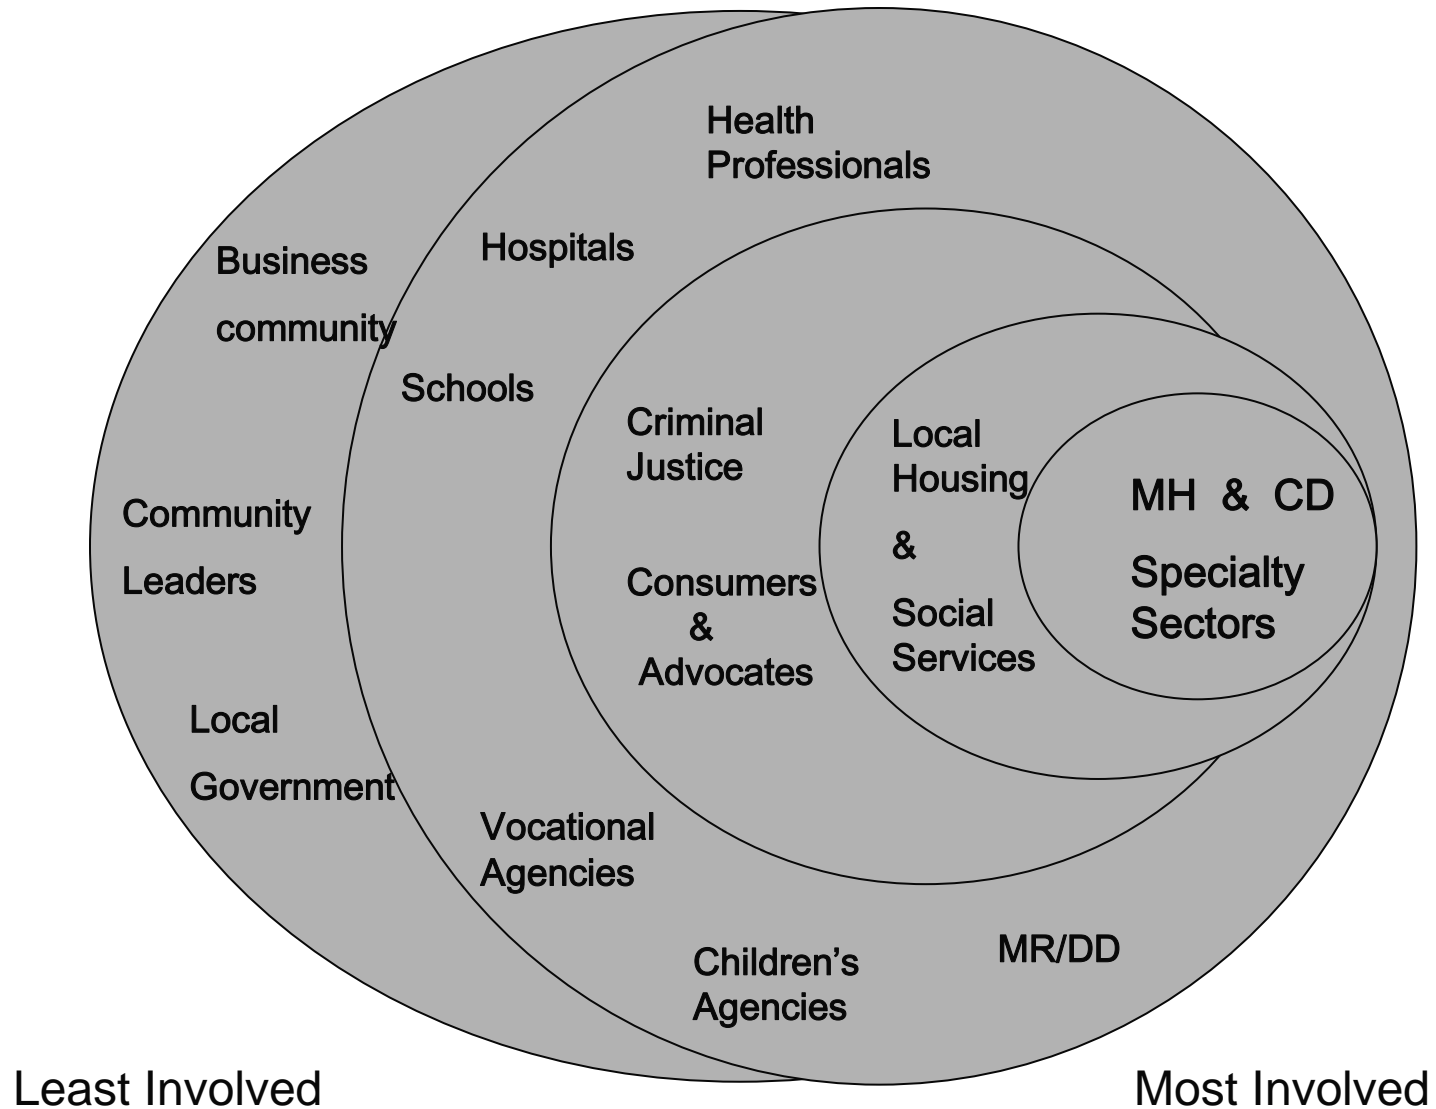 Health
Professionals
Hospitals
Business
community
Schools
Criminal
Justice
Local
Housing
&
Social
Services
MH & CD
Specialty
Sectors
Community
Leaders
Consumers
&
Advocates
Local
Government
Vocational
Agencies
Children’s
Agencies
MR/DD
Least Involved
Most Involved